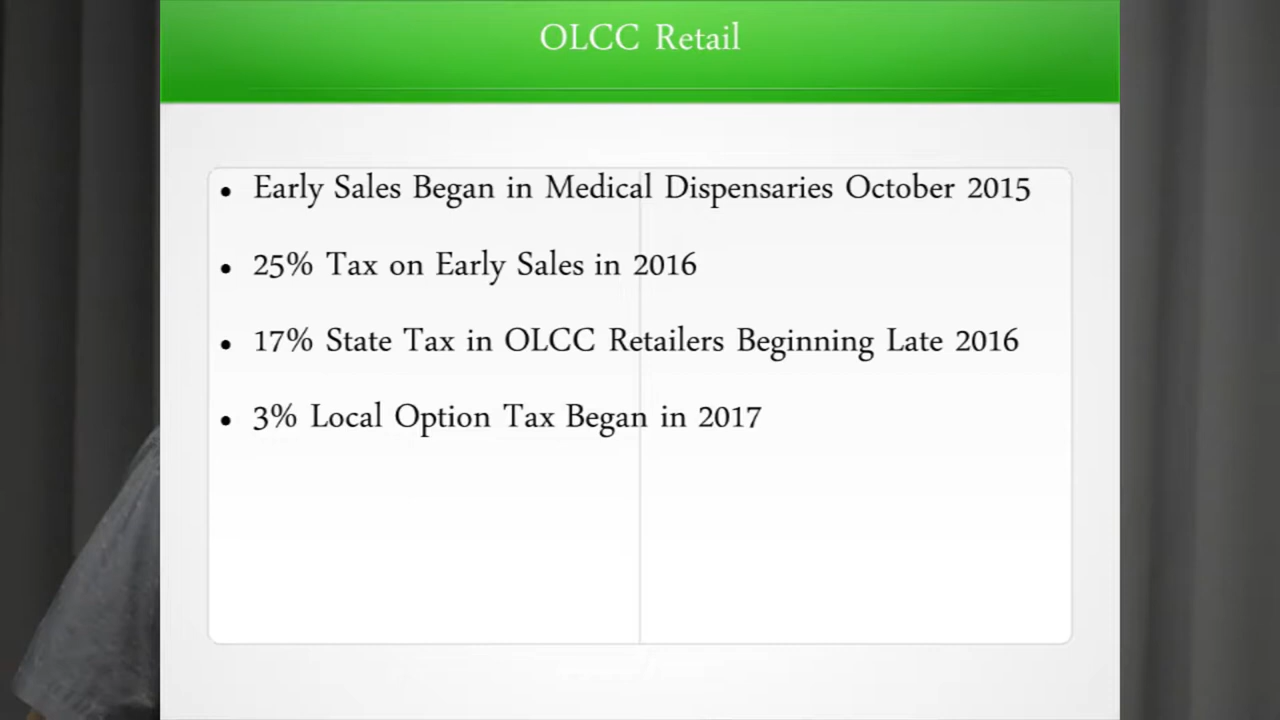 OLCC Retail
• Early Sales Began in Medical Dispensaries October 2015
• 25% Tax on Early Sales in 2016
• 17% State Tax in OLCC Retailers Beginning Late 2016
• 3% Local Option Tax Began in 2017